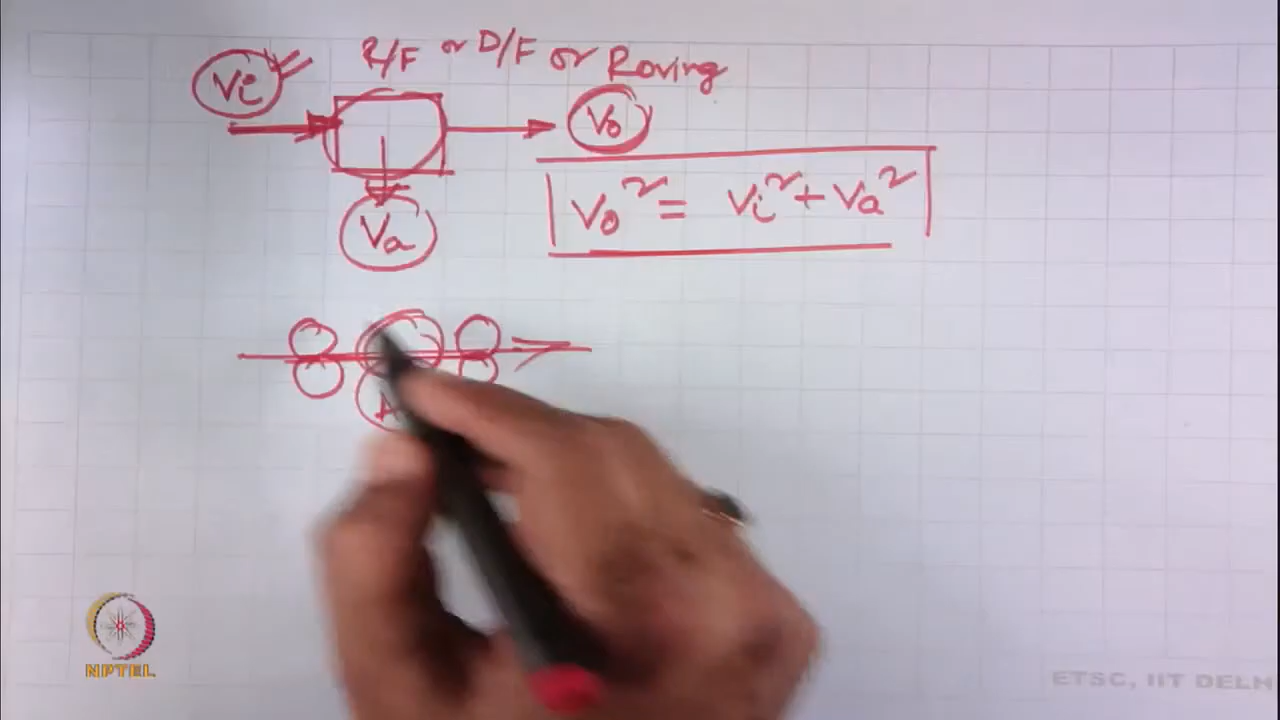 R/F or D/F or Roving
Vi
Vo
Va
Vo² = Vi² + Va²
A
NPTEL
ETSC, IIT DELH